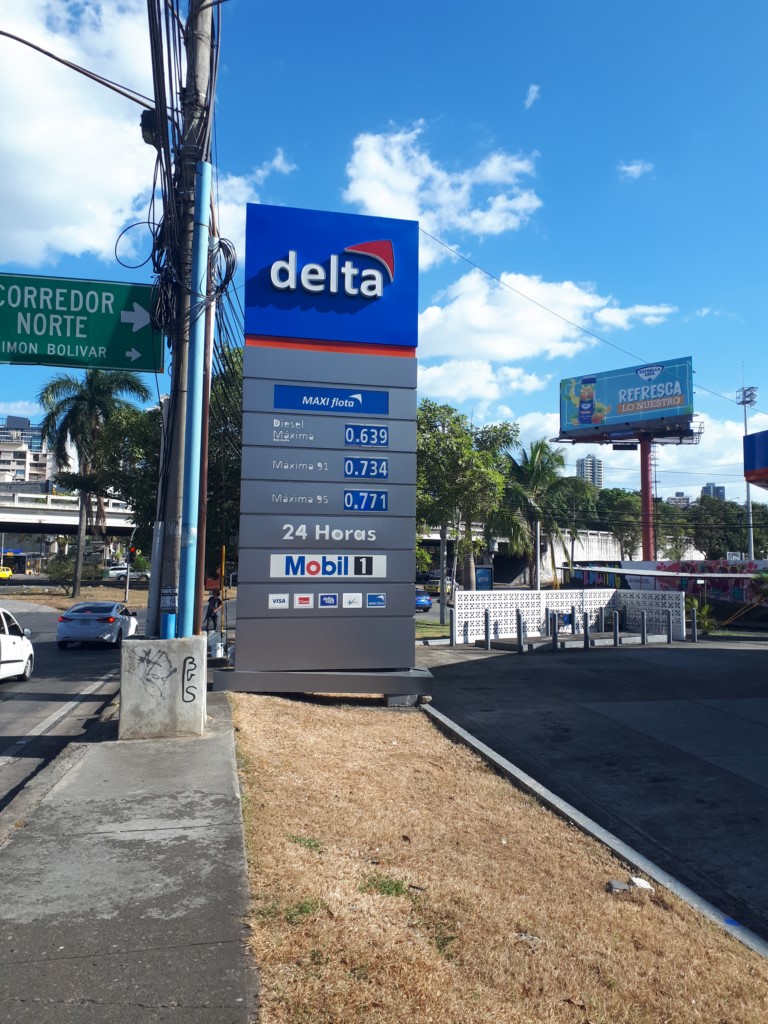 CORREDOR
NORTE
SIMON BOLIVAR
delta
MAXI flota
Diesel
Máxima
0.639
Máxima 91
0.734
Máxima 95
0.771
24 Horas
Mobil 1
VISA
REFRESCA
LO NUESTRO
BPS